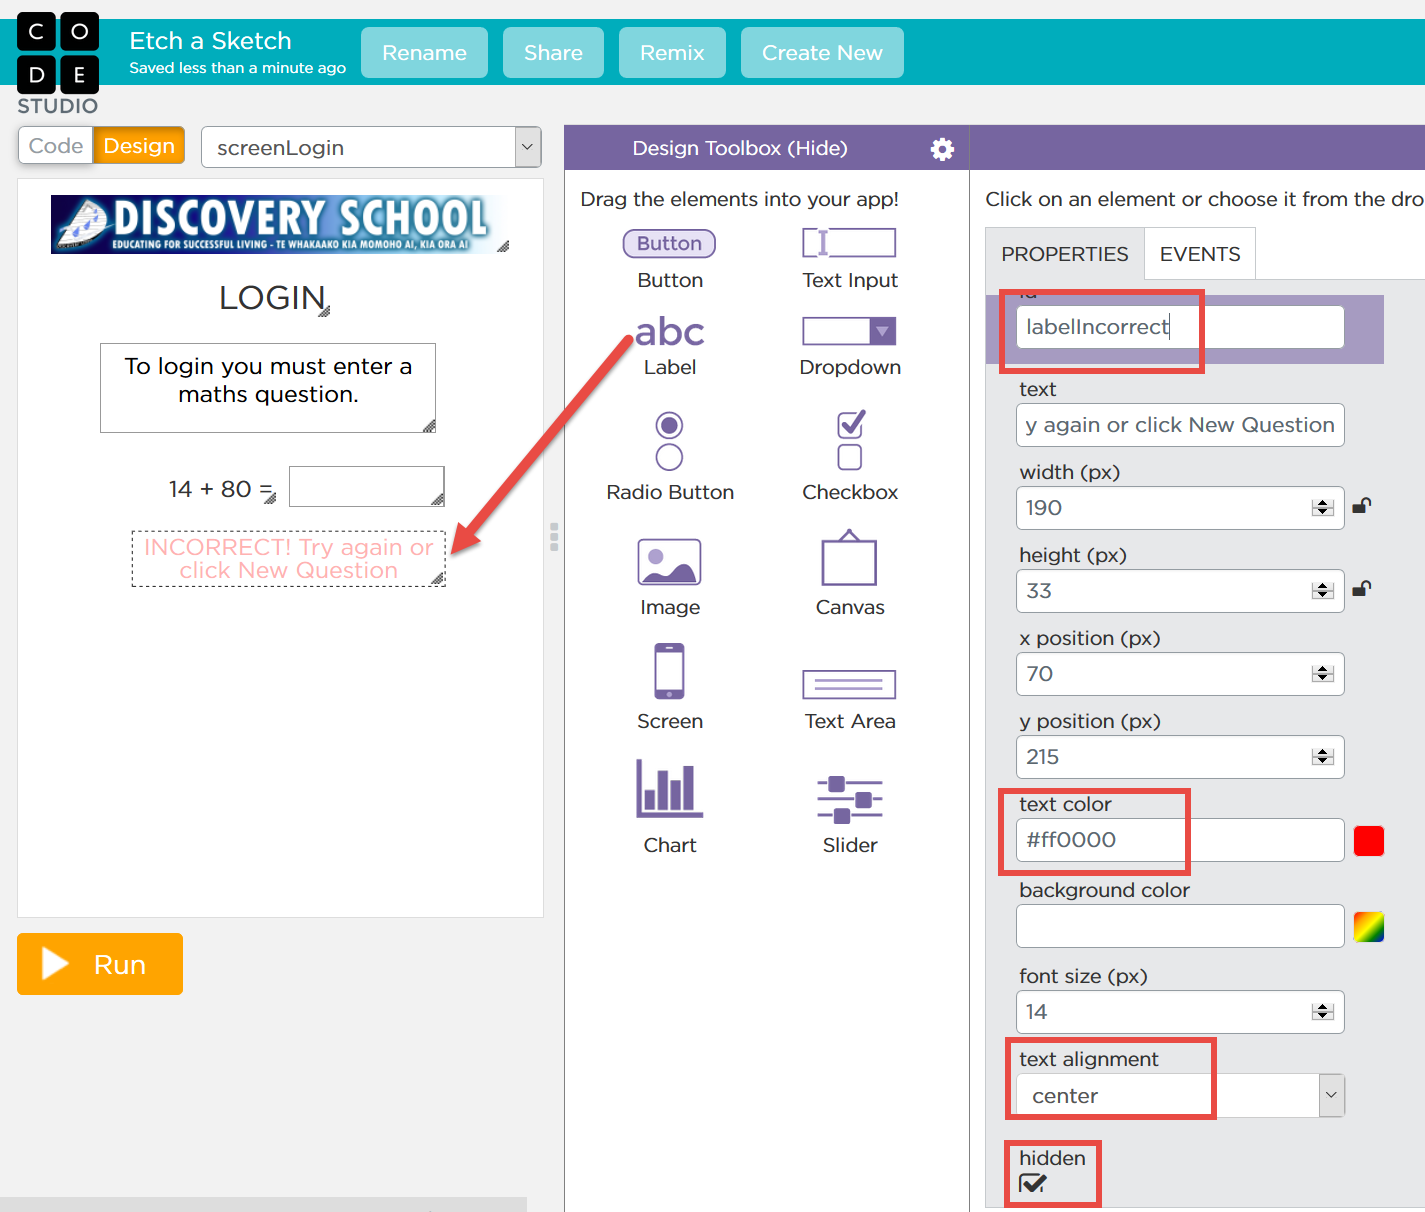 C O
D E
STUDIO
Etch a Sketch
Saved less than a minute ago
Rename
Share
Remix
Create New
Code
Design
screenLogin
DISCOVERY SCHOOL
EDUCATING FOR SUCCESSFUL LIVING - TE WHAKAAKO KIA MOMOHO AI, KIA ORA AI
LOGIN
To login you must enter a
maths question.
14 + 80 =
INCORRECT! Try again or
click New Question
Run
Design Toolbox (Hide)
Drag the elements into your app!
Button
Button
Text Input
abc
Label
Dropdown
Radio Button
Checkbox
Image
Canvas
Screen
Text Area
Chart
Slider
Click on an element or choose it from the dro
PROPERTIES
EVENTS
id
labelIncorrect
text
y again or click New Question
width (px)
190
height (px)
33
x position (px)
70
y position (px)
215
text color
#ff0000
background color
font size (px)
14
text alignment
center
hidden